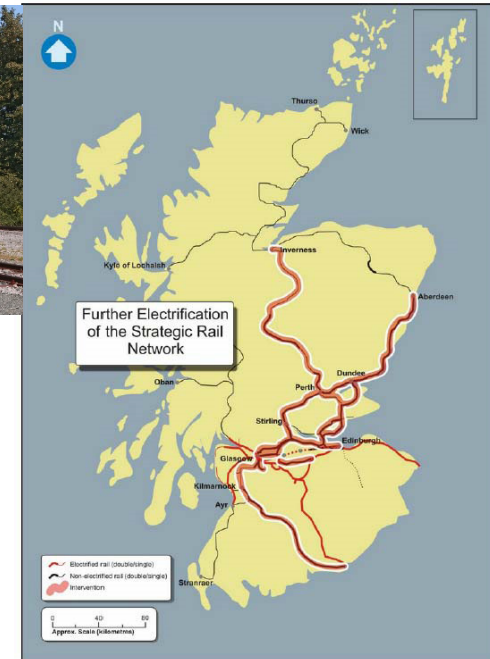 N
Thurso
Wick
Inverness
Kyle of Lochalsh
Aberdeen
Further Electrification
of the Strategic Rail
Network
Dundee
Oban
Perth
Stirling
Edinburgh
Glasgow
Kilmarnock
Ayr
Stranraer
Electrified rail (double/single)
Non-electrified rail (double/single)
Intervention
0 40 80
Approx. Scale (kilometres)